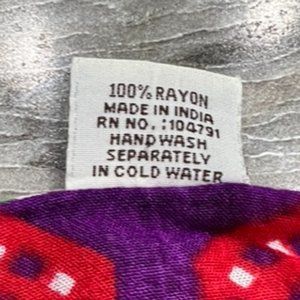 100% RAYON
MADE IN INDIA
RN NO. :104791
HAND WASH
SEPARATELY
IN COLD WATER